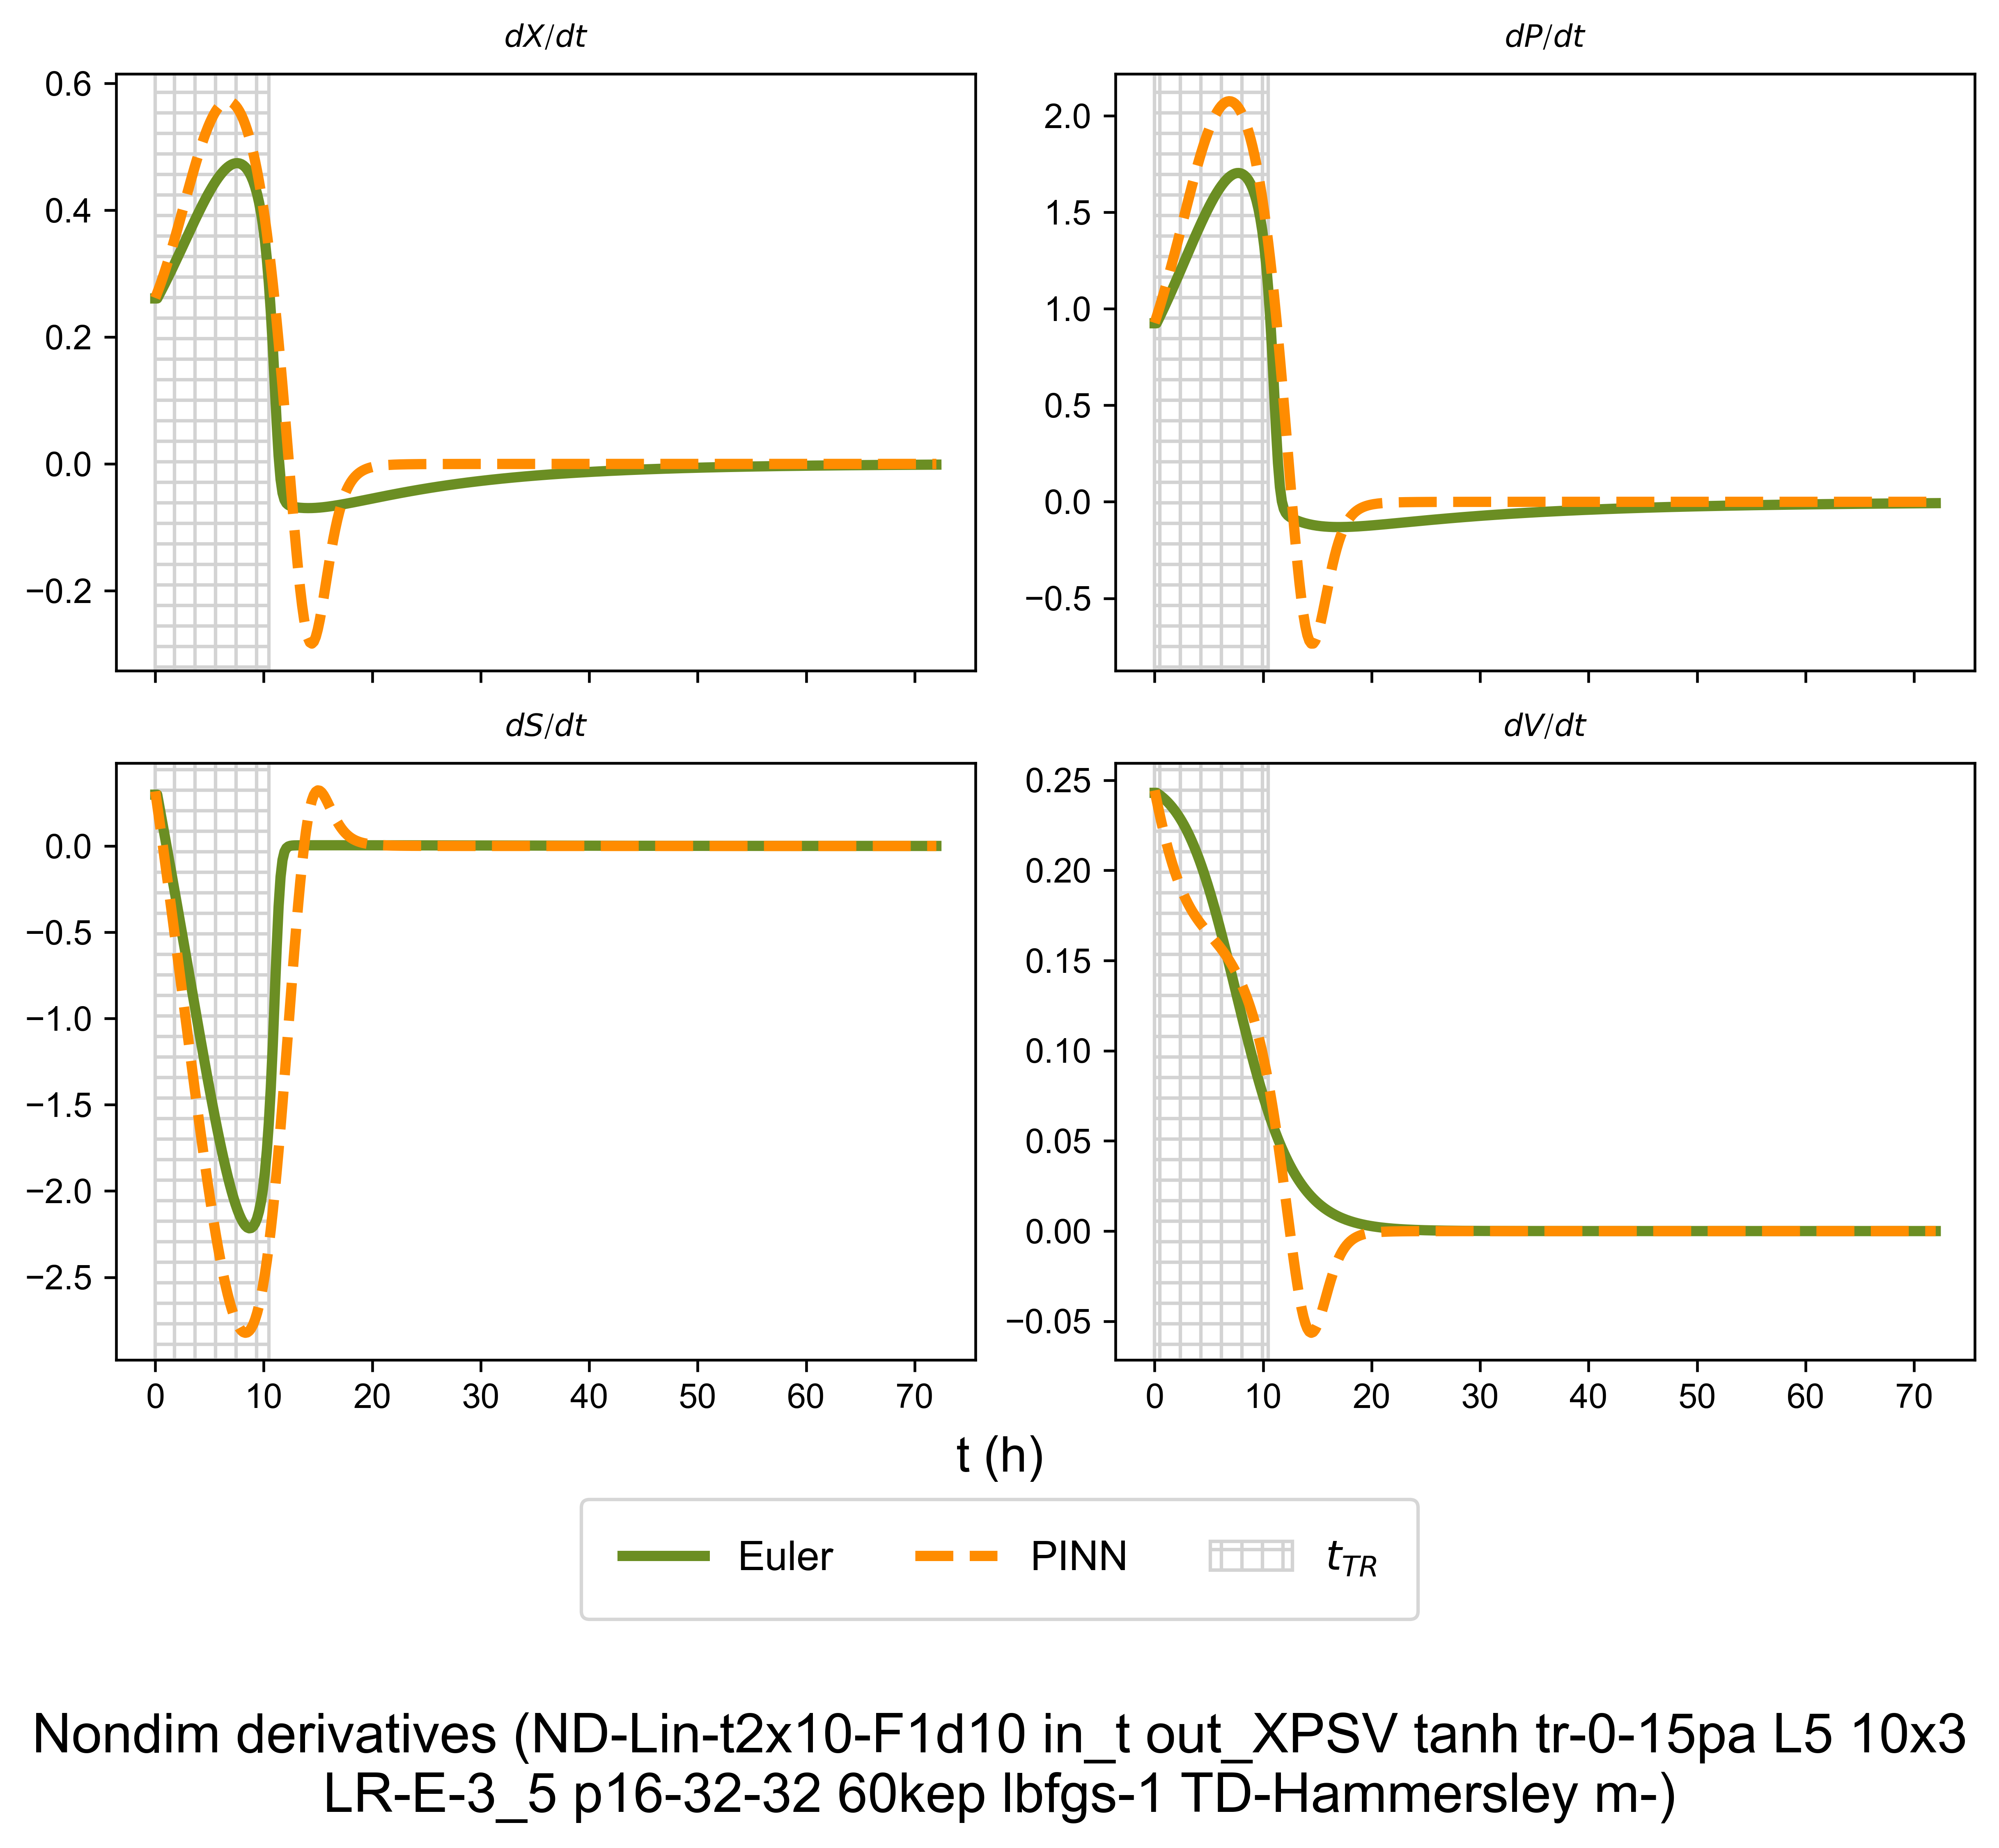 dX/dt
dP/dt
0.6
0.4
0.2
0.0
−0.2
2.0
1.5
1.0
0.5
0.0
−0.5
dS/dt
dV/dt
0.0
−0.5
−1.0
−1.5
−2.0
−2.5
0 10 20 30 40 50 60 70
0.25
0.20
0.15
0.10
0.05
0.00
−0.05
0 10 20 30 40 50 60 70
t (h)
Euler PINN t_TR
Nondim derivatives (ND-Lin-t2x10-F1d10 in_t out_XPSV tanh tr-0-15pa L5 10x3
LR-E-3_5 p16-32-32 60kep lbfgs-1 TD-Hammersley m-)